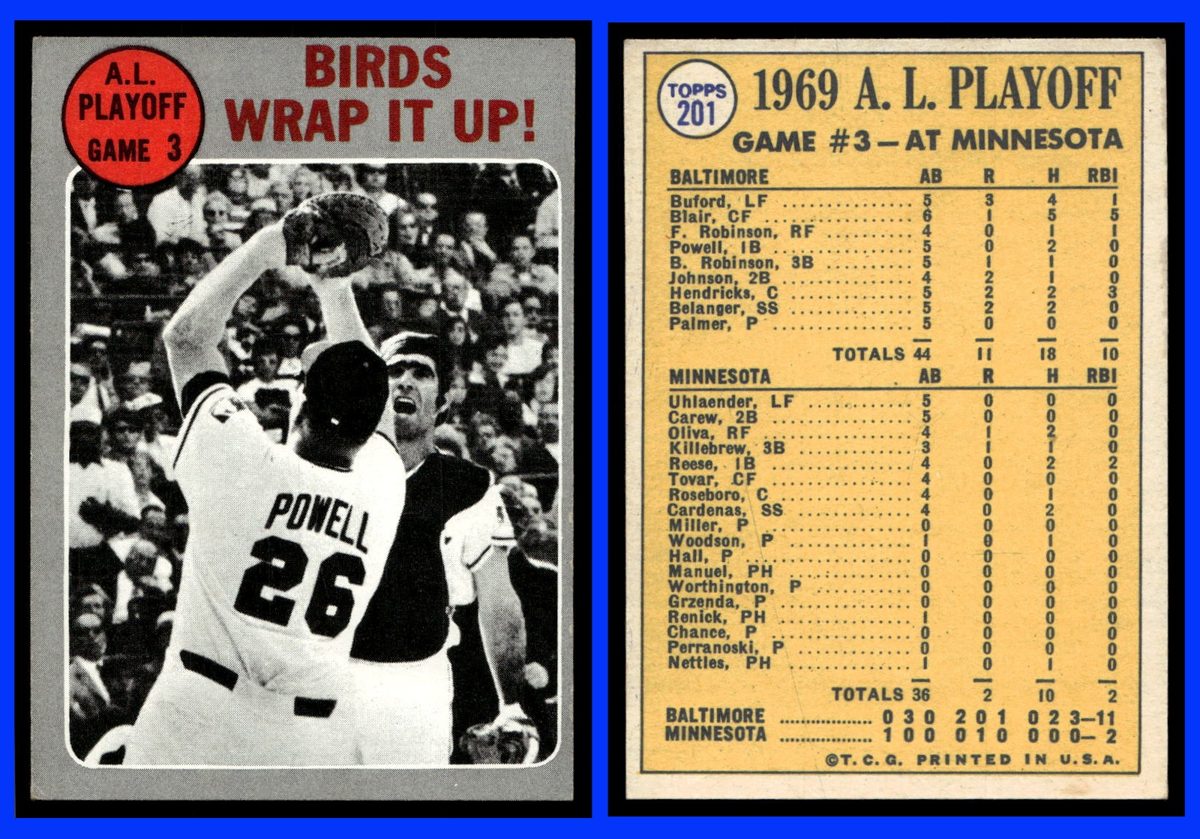 A.L.
PLAYOFF
GAME 3
BIRDS
WRAP IT UP!
POWELL
26
TOPPS
201
1969 A. L. PLAYOFF
GAME #3 — AT MINNESOTA
BALTIMORE AB R H RBI
Buford, LF .................. 5 3 4 1
Blair, CF .................. 6 1 5 5
F. Robinson, RF ............ 4 0 1 1
Powell, 1B .................. 5 0 2 0
B. Robinson, 3B ............ 5 1 1 0
Johnson, 2B ................ 4 2 1 0
Hendricks, C ................ 5 2 2 3
Belanger, SS ................ 5 2 2 0
Palmer, P .................. 5 0 0 0
TOTALS 44 11 18 10
MINNESOTA AB R H RBI
Uhlaender, LF .............. 5 0 0 0
Carew, 2B .................. 5 0 0 0
Oliva, RF .................. 4 1 2 0
Killebrew, 3B .............. 3 1 1 0
Reese, 1B .................. 4 0 2 2
Tovar, CF .................. 4 0 0 0
Roseboro, C ................ 4 0 1 0
Cardenas, SS ................ 4 0 2 0
Miller, P .................. 0 0 0 0
Woodson, P .................. 1 0 1 0
Hall, P .................. 0 0 0 0
Manuel, PH .................. 0 0 0 0
Worthington, P .............. 0 0 0 0
Grzenda, P .................. 0 0 0 0
Renick, PH .................. 1 0 0 0
Chance, P .................. 0 0 0 0
Perranoski, P .............. 0 0 0 0
Nettles, PH ................ 1 0 1 0
TOTALS 36 2 10 2
BALTIMORE .................. 0 3 0 2 0 1 0 2 3—11
MINNESOTA .................. 1 0 0 0 1 0 0 0 0— 2
©T. C. G. PRINTED IN U. S. A.